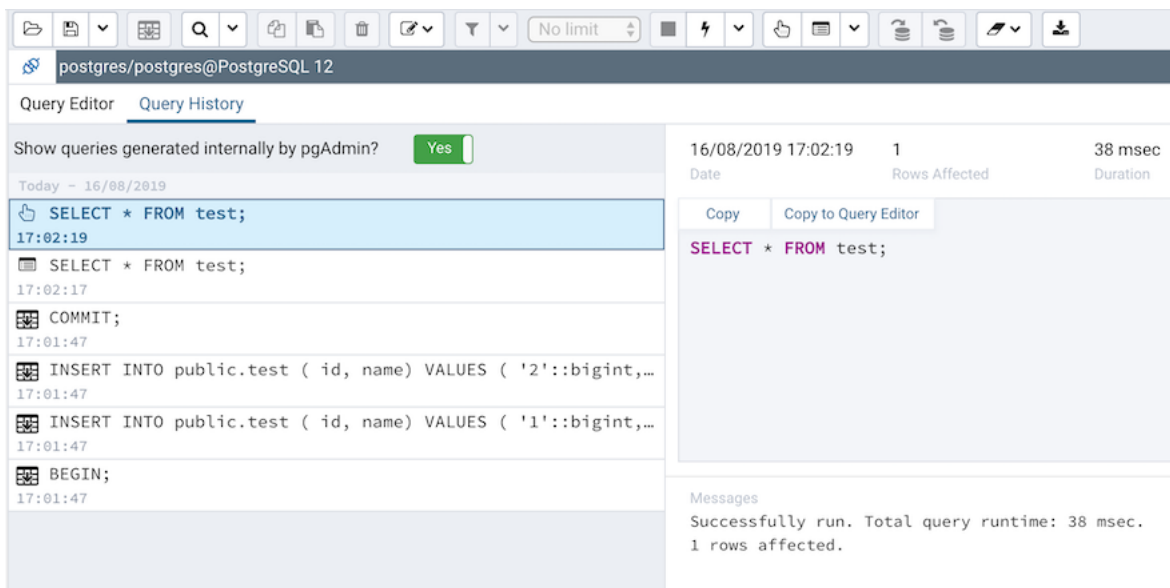 No limit
postgres/postgres@PostgreSQL 12
Query Editor Query History
Show queries generated internally by pgAdmin? Yes
Today - 16/08/2019
SELECT * FROM test;
17:02:19
SELECT * FROM test;
17:02:17
COMMIT;
17:01:47
INSERT INTO public.test ( id, name) VALUES ( '2'::bigint,…
17:01:47
INSERT INTO public.test ( id, name) VALUES ( '1'::bigint,…
17:01:47
BEGIN;
17:01:47
16/08/2019 17:02:19 1 38 msec
Date Rows Affected Duration
Copy Copy to Query Editor
SELECT * FROM test;
Messages
Successfully run. Total query runtime: 38 msec.
1 rows affected.